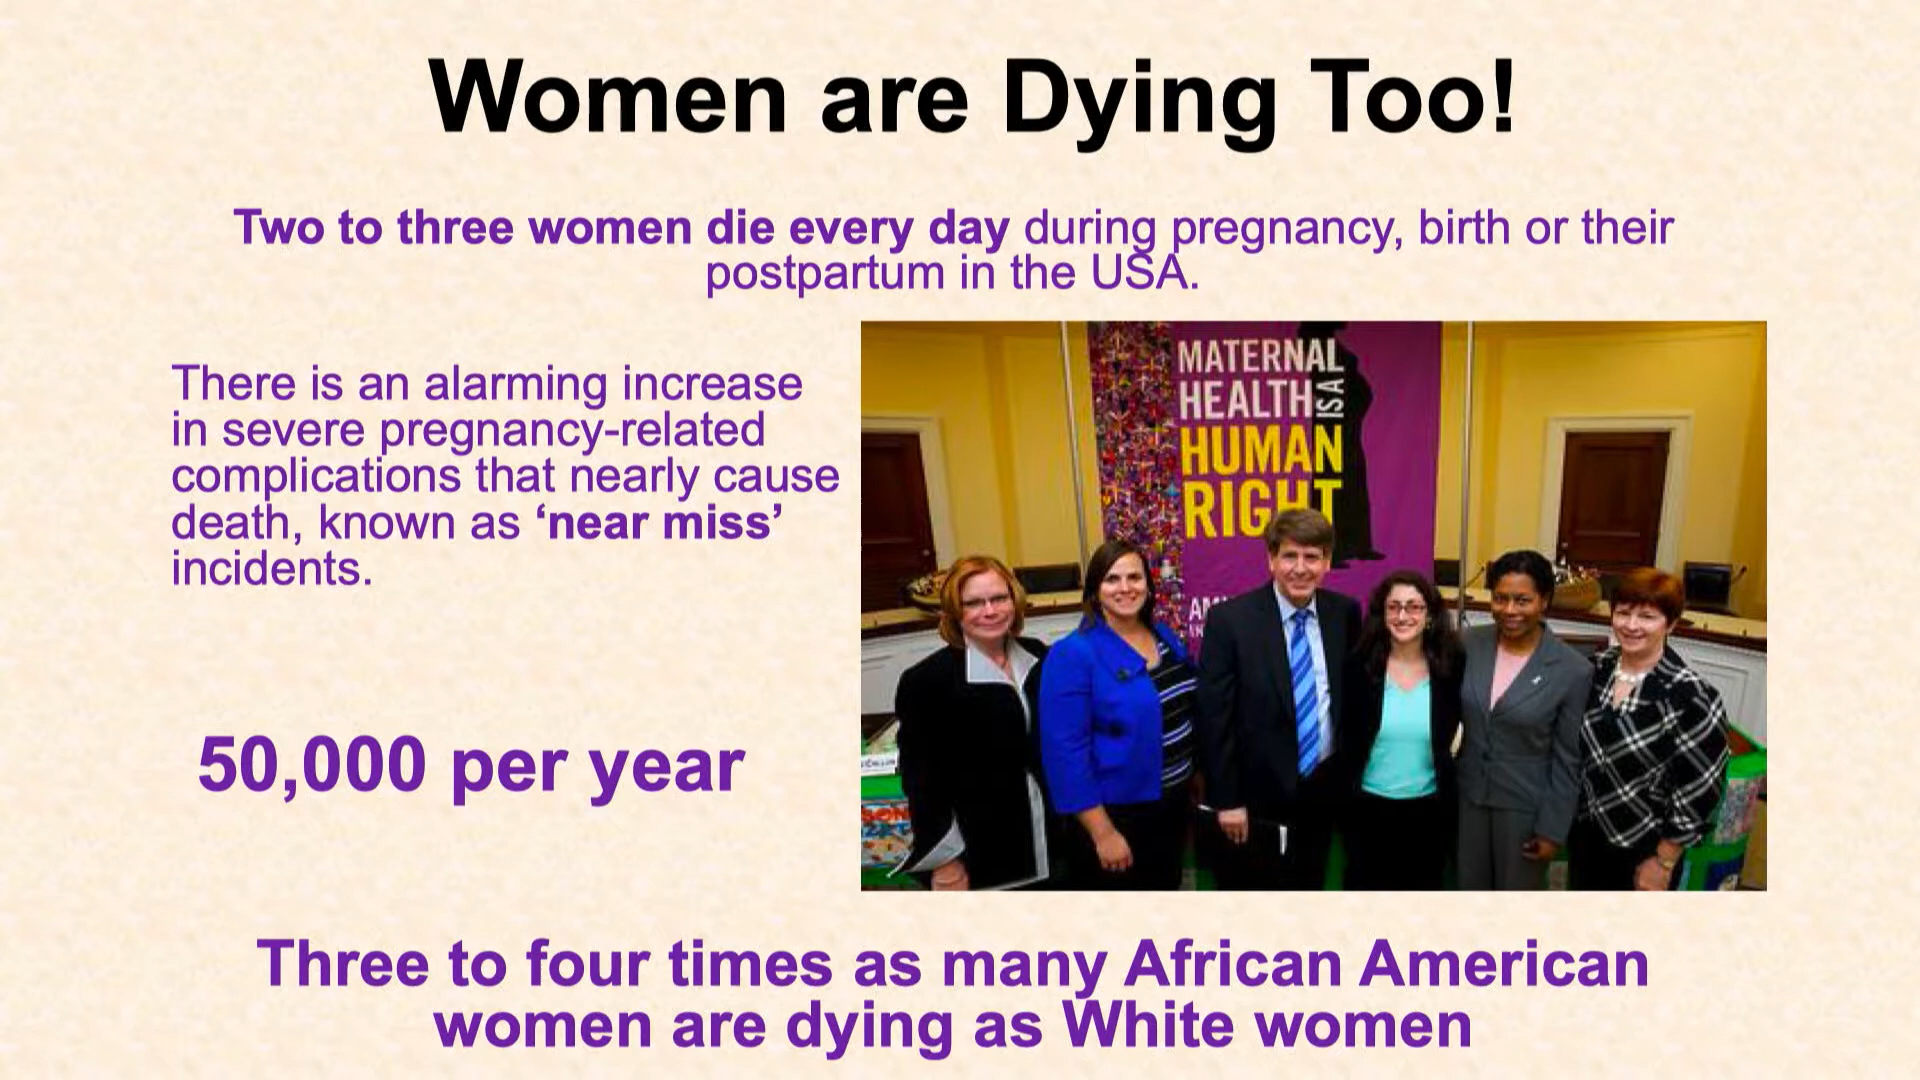 Women are Dying Too!
Two to three women die every day during pregnancy, birth or their
postpartum in the USA.
There is an alarming increase
in severe pregnancy-related
complications that nearly cause
death, known as ‘near miss’
incidents.
50,000 per year
MATERNAL
HEALTH IS A
HUMAN
RIGHT
Three to four times as many African American
women are dying as White women